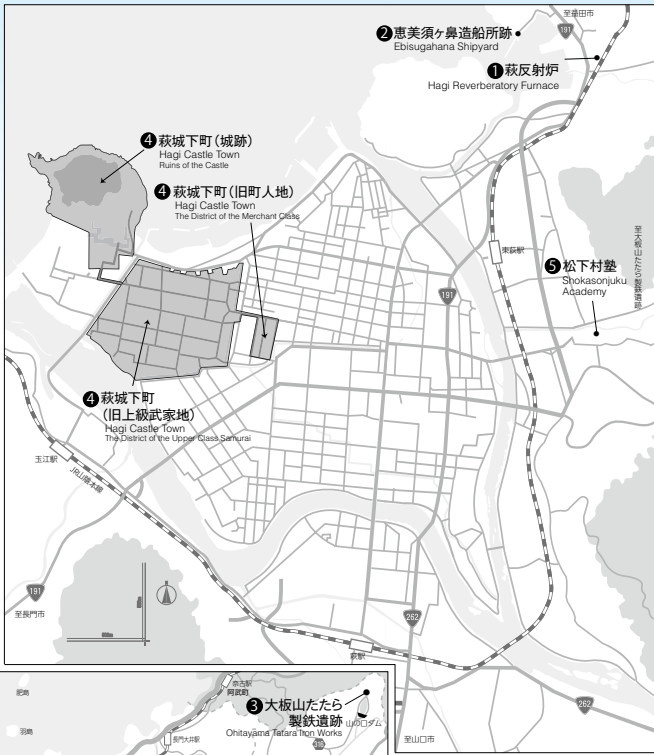 至益田市
191
❷恵美須ヶ鼻造船所跡
Ebisugahana Shipyard
❶萩反射炉
Hagi Reverberatory Furnace
❹萩城下町(城跡)
Hagi Castle Town
Ruins of the Castle
❹萩城下町(旧町人地)
Hagi Castle Town
The District of the Merchant Class
東萩駅
至大板山たたら製鉄遺跡
❺松下村塾
Shokasonjuku
Academy
191
❹萩城下町
(旧上級武家地)
Hagi Castle Town
The District of the Upper Class Samurai
玉江駅
JR山陰本線
191
至長門市
262
萩駅
262
至山口市
肥島
羽島
奈古駅
阿武町
長門大井駅
❸大板山たたら
製鉄遺跡
Ohitayama Tatara Iron Works
山の口ダム